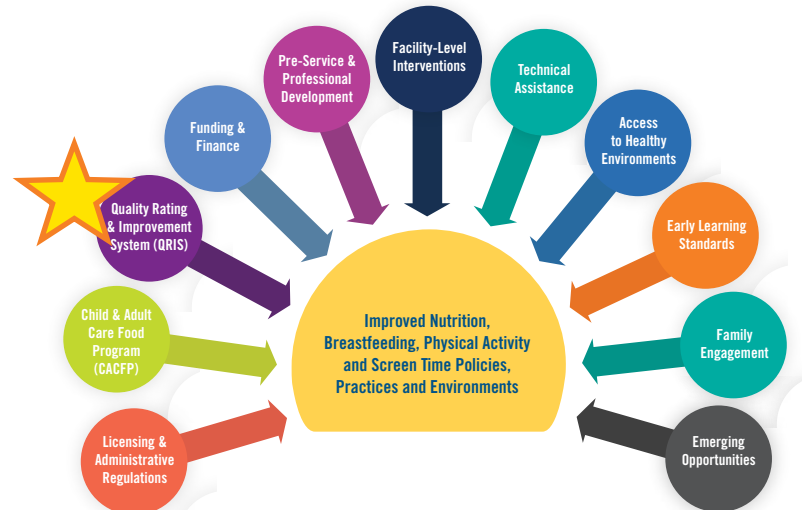 Facility-Level
Interventions
Pre-Service &
Professional
Development
Technical
Assistance
Funding &
Finance
Access
to Healthy
Environments
Quality Rating
& Improvement
System (QRIS)
Early Learning
Standards
Child & Adult
Care Food
Program
(CACFP)
Improved Nutrition,
Breastfeeding, Physical Activity
and Screen Time Policies,
Practices and Environments
Family
Engagement
Licensing &
Administrative
Regulations
Emerging
Opportunities